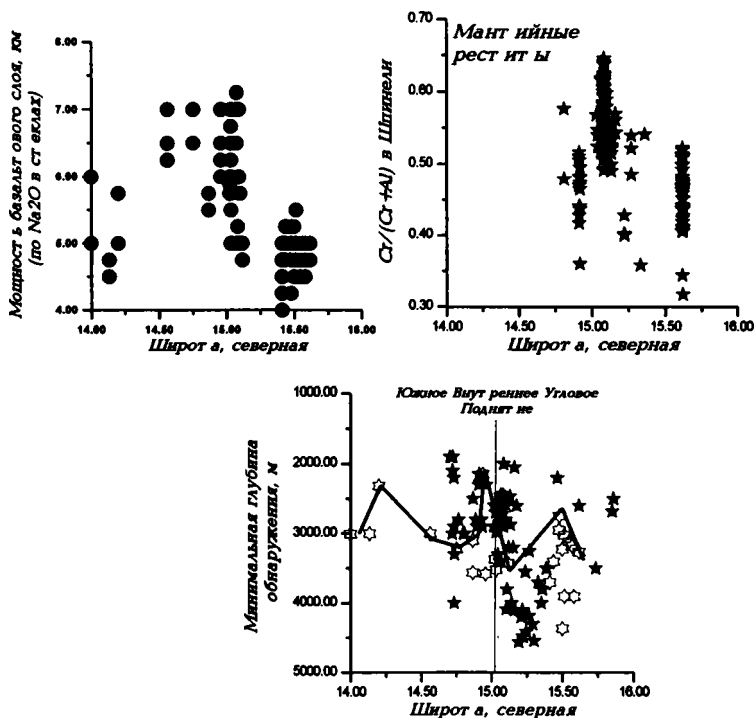 Мощност ь базальт ового слоя, км
(по Na2O в ст еклах)
8.00
7.00
6.00
5.00
4.00
14.00
14.50
15.00
15.50
16.00
Широт а, северная
Мант ийные
рест ит ы
Cr/(Cr+Al) в Шпинели
0.70
0.60
0.50
0.40
0.30
14.00
14.50
15.00
15.50
16.00
Широт а, северная
Южное Внут реннее Угловое
Поднят ие
Минимальная глубина
обнаружения, м
1000.00
2000.00
3000.00
4000.00
5000.00
14.00
14.50
15.00
15.50
16.00
Широт а, северная